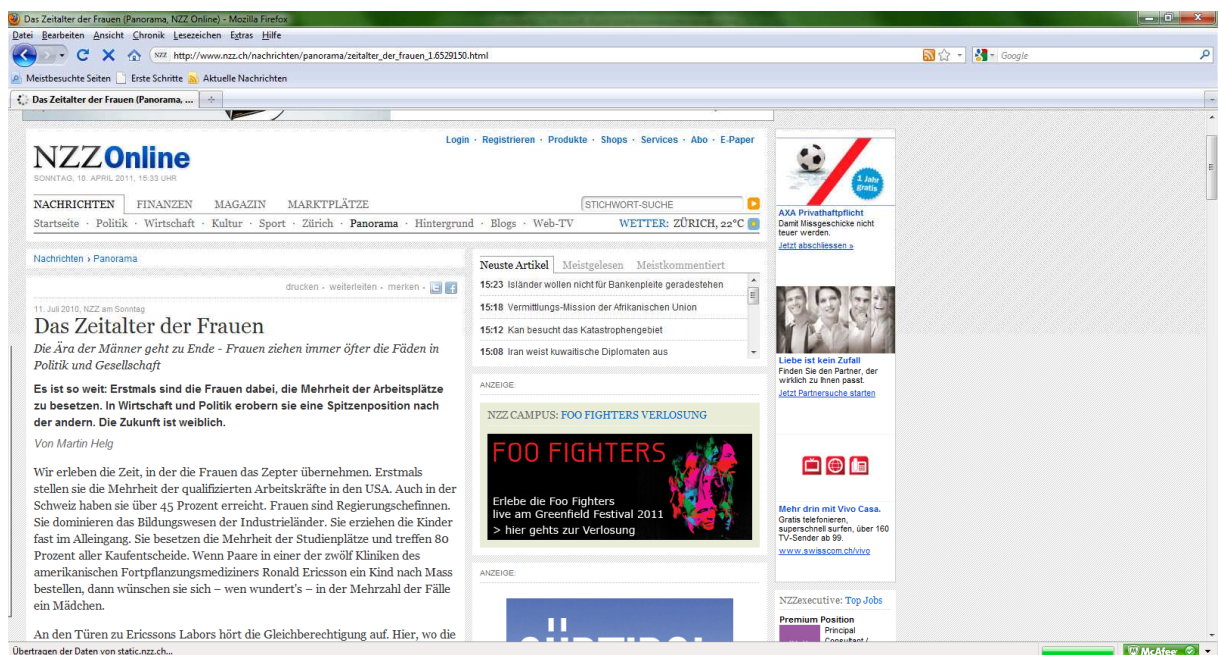 Das Zeitalter der Frauen (Panorama, NZZ Online) - Mozilla Firefox
Datei Bearbeiten Ansicht Chronik Lesezeichen Extras Hilfe
NZZ http://www.nzz.ch/nachrichten/panorama/zeitalter_der_frauen_1.6529150.html
Google
Meistbesuchte Seiten Erste Schritte Aktuelle Nachrichten
Das Zeitalter der Frauen (Panorama, ...
Login · Registrieren · Produkte · Shops · Services · Abo · E-Paper
NZZOnline
SONNTAG, 10. APRIL 2011, 15:33 UHR
NACHRICHTEN FINANZEN MAGAZIN MARKTPLÄTZE
STICHWORT-SUCHE
Startseite · Politik · Wirtschaft · Kultur · Sport · Zürich · Panorama · Hintergrund · Blogs · Web-TV
WETTER: ZÜRICH, 22°C
Nachrichten › Panorama
drucken · weiterleiten · merken ·
11. Juli 2010, NZZ am Sonntag
Das Zeitalter der Frauen
Die Ära der Männer geht zu Ende - Frauen ziehen immer öfter die Fäden in
Politik und Gesellschaft
Es ist so weit: Erstmals sind die Frauen dabei, die Mehrheit der Arbeitsplätze
zu besetzen. In Wirtschaft und Politik erobern sie eine Spitzenposition nach
der andern. Die Zukunft ist weiblich.
Von Martin Helg
Wir erleben die Zeit, in der die Frauen das Zepter übernehmen. Erstmals
stellen sie die Mehrheit der qualifizierten Arbeitskräfte in den USA. Auch in der
Schweiz haben sie über 45 Prozent erreicht. Frauen sind Regierungschefinnen.
Sie dominieren das Bildungswesen der Industrieländer. Sie erziehen die Kinder
fast im Alleingang. Sie besetzen die Mehrheit der Studienplätze und treffen 80
Prozent aller Kaufentscheide. Wenn Paare in einer der zwölf Kliniken des
amerikanischen Fortpflanzungsmediziners Ronald Ericsson ein Kind nach Mass
bestellen, dann wünschen sie sich – wen wundert's – in der Mehrzahl der Fälle
ein Mädchen.
An den Türen zu Ericssons Labors hört die Gleichberechtigung auf. Hier, wo die
Neuste Artikel Meistgelesen Meistkommentiert
15:23 Isländer wollen nicht für Bankenpleite geradestehen
15:18 Vermittlungs-Mission der Afrikanischen Union
15:12 Kan besucht das Katastrophengebiet
15:08 Iran weist kuwaitische Diplomaten aus
ANZEIGE:
NZZ CAMPUS: FOO FIGHTERS VERLOSUNG
FOO FIGHTERS
Erlebe die Foo Fighters
live am Greenfield Festival 2011
> hier gehts zur Verlosung
ANZEIGE:
SÜDTIROL
1 Jahr
gratis
AXA Privathaftpflicht
Damit Missgeschicke nicht
teuer werden.
Jetzt abschliessen »
Liebe ist kein Zufall
Finden Sie den Partner, der
wirklich zu Ihnen passt.
Jetzt Partnersuche starten
Mehr drin mit Vivo Casa.
Gratis telefonieren,
superschnell surfen, über 160
TV-Sender ab 99.
www.swisscom.ch/vivo
NZZexecutive: Top Jobs
Premium Position
Principal
Consultant /
Übertragen der Daten von static.nzz.ch...
McAfee